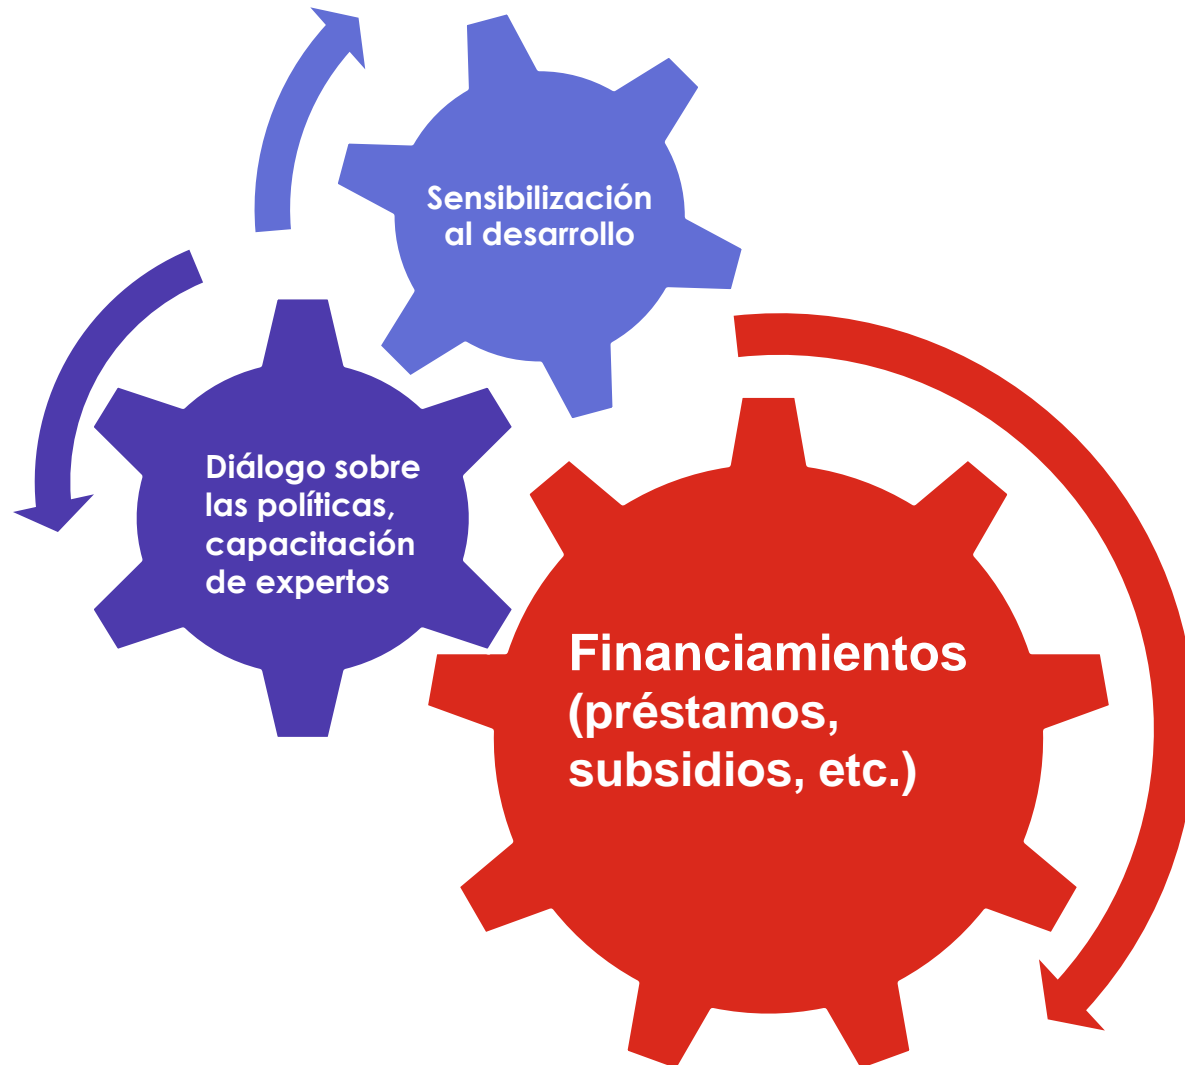 Sensibilización
al desarrollo
Diálogo sobre
las políticas,
capacitación
de expertos
Financiamientos
(préstamos,
subsidios, etc.)